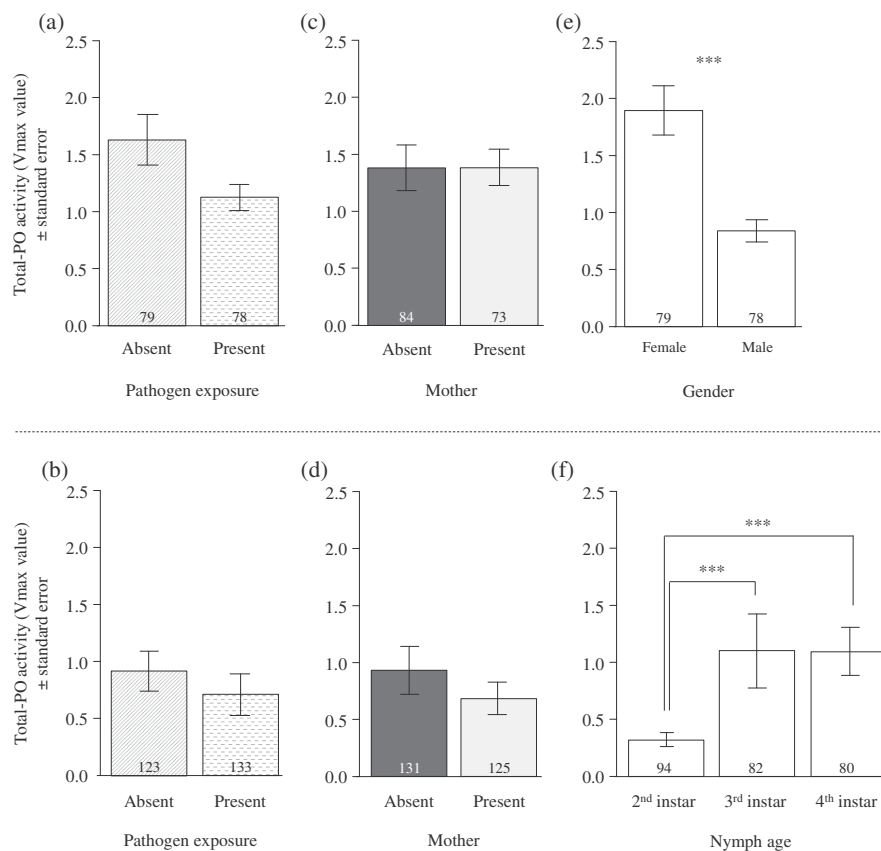 (a)
Total-PO activity (Vmax value)
± standard error
2.5
2.0
1.5
1.0
0.5
0.0
79 78
Absent Present
Pathogen exposure
(c)
2.5
2.0
1.5
1.0
0.5
0.0
84 73
Absent Present
Mother
(e)
2.5
2.0
1.5
1.0
0.5
0.0
***
79 78
Female Male
Gender
(b)
Total-PO activity (Vmax value)
± standard error
2.5
2.0
1.5
1.0
0.5
0.0
123 133
Absent Present
Pathogen exposure
(d)
2.5
2.0
1.5
1.0
0.5
0.0
131 125
Absent Present
Mother
(f)
2.5
2.0
1.5
1.0
0.5
0.0
***
***
94 82 80
2nd instar 3rd instar 4th instar
Nymph age